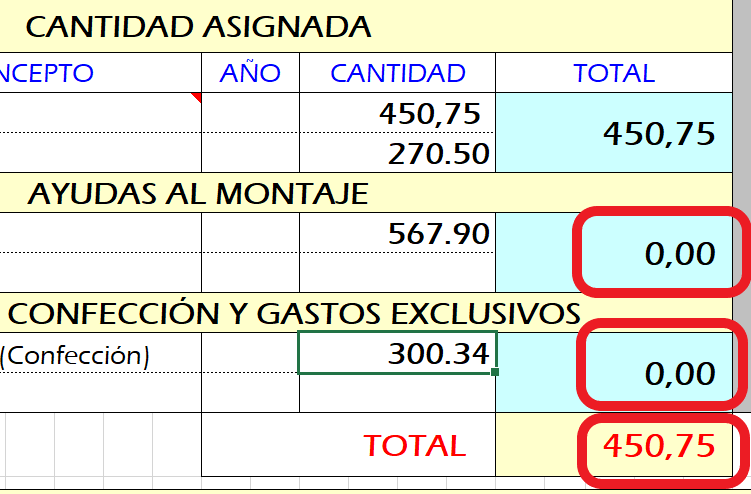 CANTIDAD ASIGNADA
NCEPTO AÑO CANTIDAD TOTAL
450,75
450,75
270.50
AYUDAS AL MONTAJE
567.90
0,00
CONFECCIÓN Y GASTOS EXCLUSIVOS
(Confección) 300.34
0,00
TOTAL 450,75